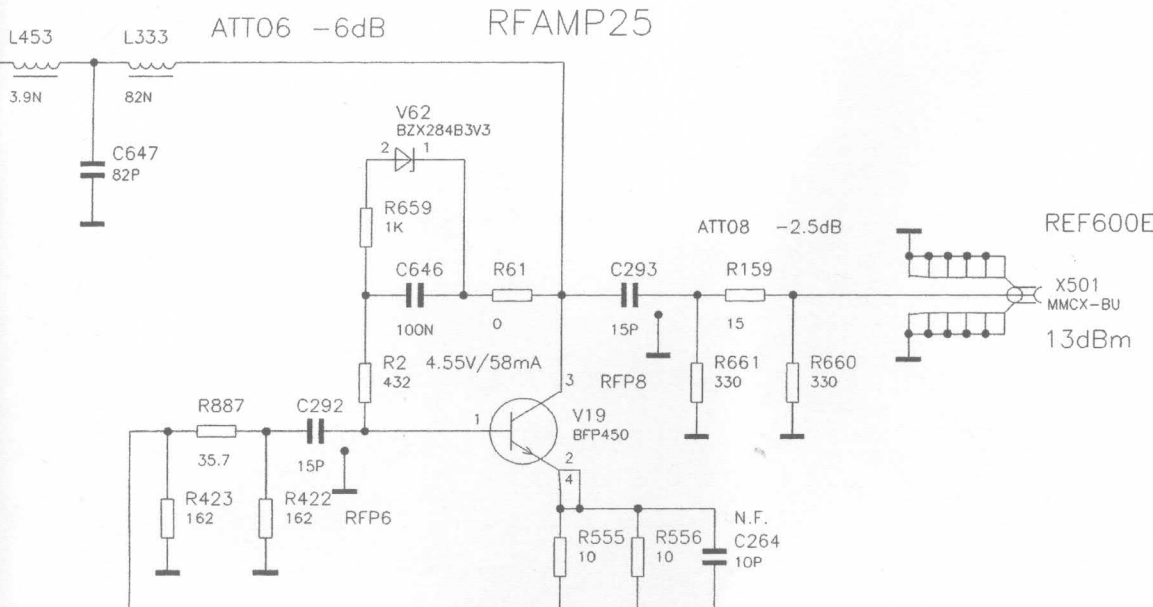 ATT06 -6dB
RFAMP25
L453
L333
3.9N
82N
C647
82P
V62
BZX284B3V3
2
1
R659
1K
C646
100N
R61
0
C293
15P
ATT08 -2.5dB
R159
15
REF600E
X501
MMCX-BU
13dBm
R2
432
4.55V/58mA
RFP8
R661
330
R660
330
R887
35.7
C292
15P
1
3
V19
BFP450
2
4
R423
162
R422
162
RFP6
R555
10
R556
10
N.F.
C264
10P